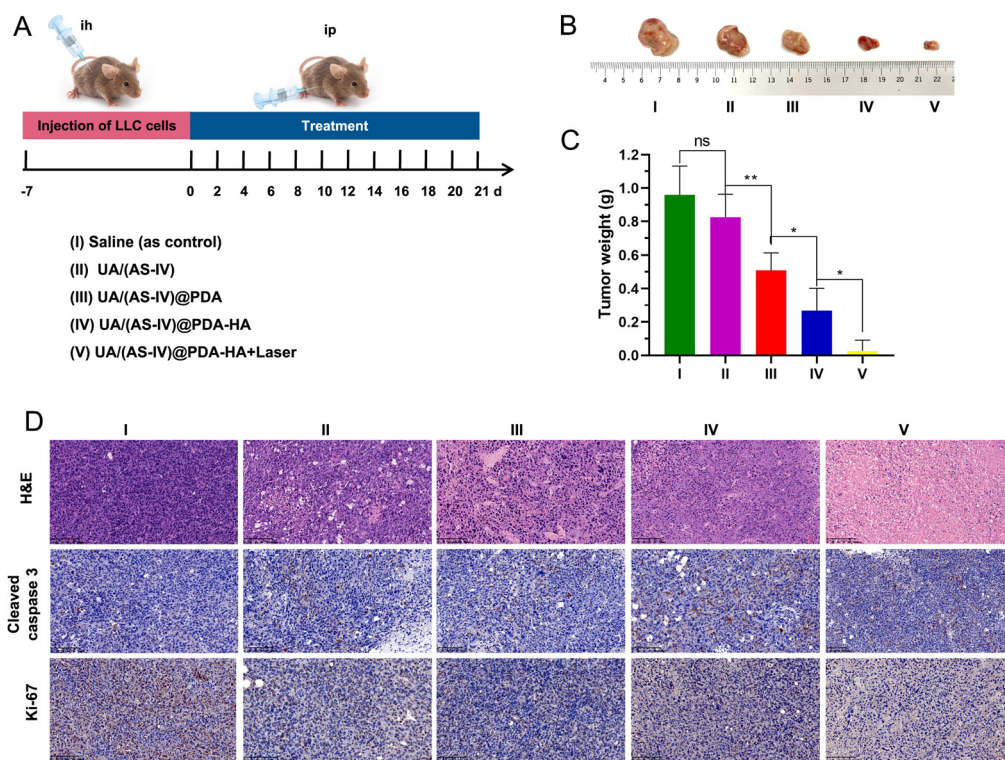 A
ih
ip
Injection of LLC cells
Treatment
-7 0 2 4 6 8 10 12 14 16 18 20 21 d
(I) Saline (as control)
(II) UA/(AS-IV)
(III) UA/(AS-IV)@PDA
(IV) UA/(AS-IV)@PDA-HA
(V) UA/(AS-IV)@PDA-HA+Laser
B
4 5 6 7 8 9 10 11 12 13 14 15 16 17 18 19 20 21 22
I II III IV V
C
Tumor weight (g)
1.2
1.0
0.8
0.6
0.4
0.2
0.0
ns
**
*
*
I II III IV V
D
I II III IV V
H&E
Cleaved
caspase 3
Ki-67